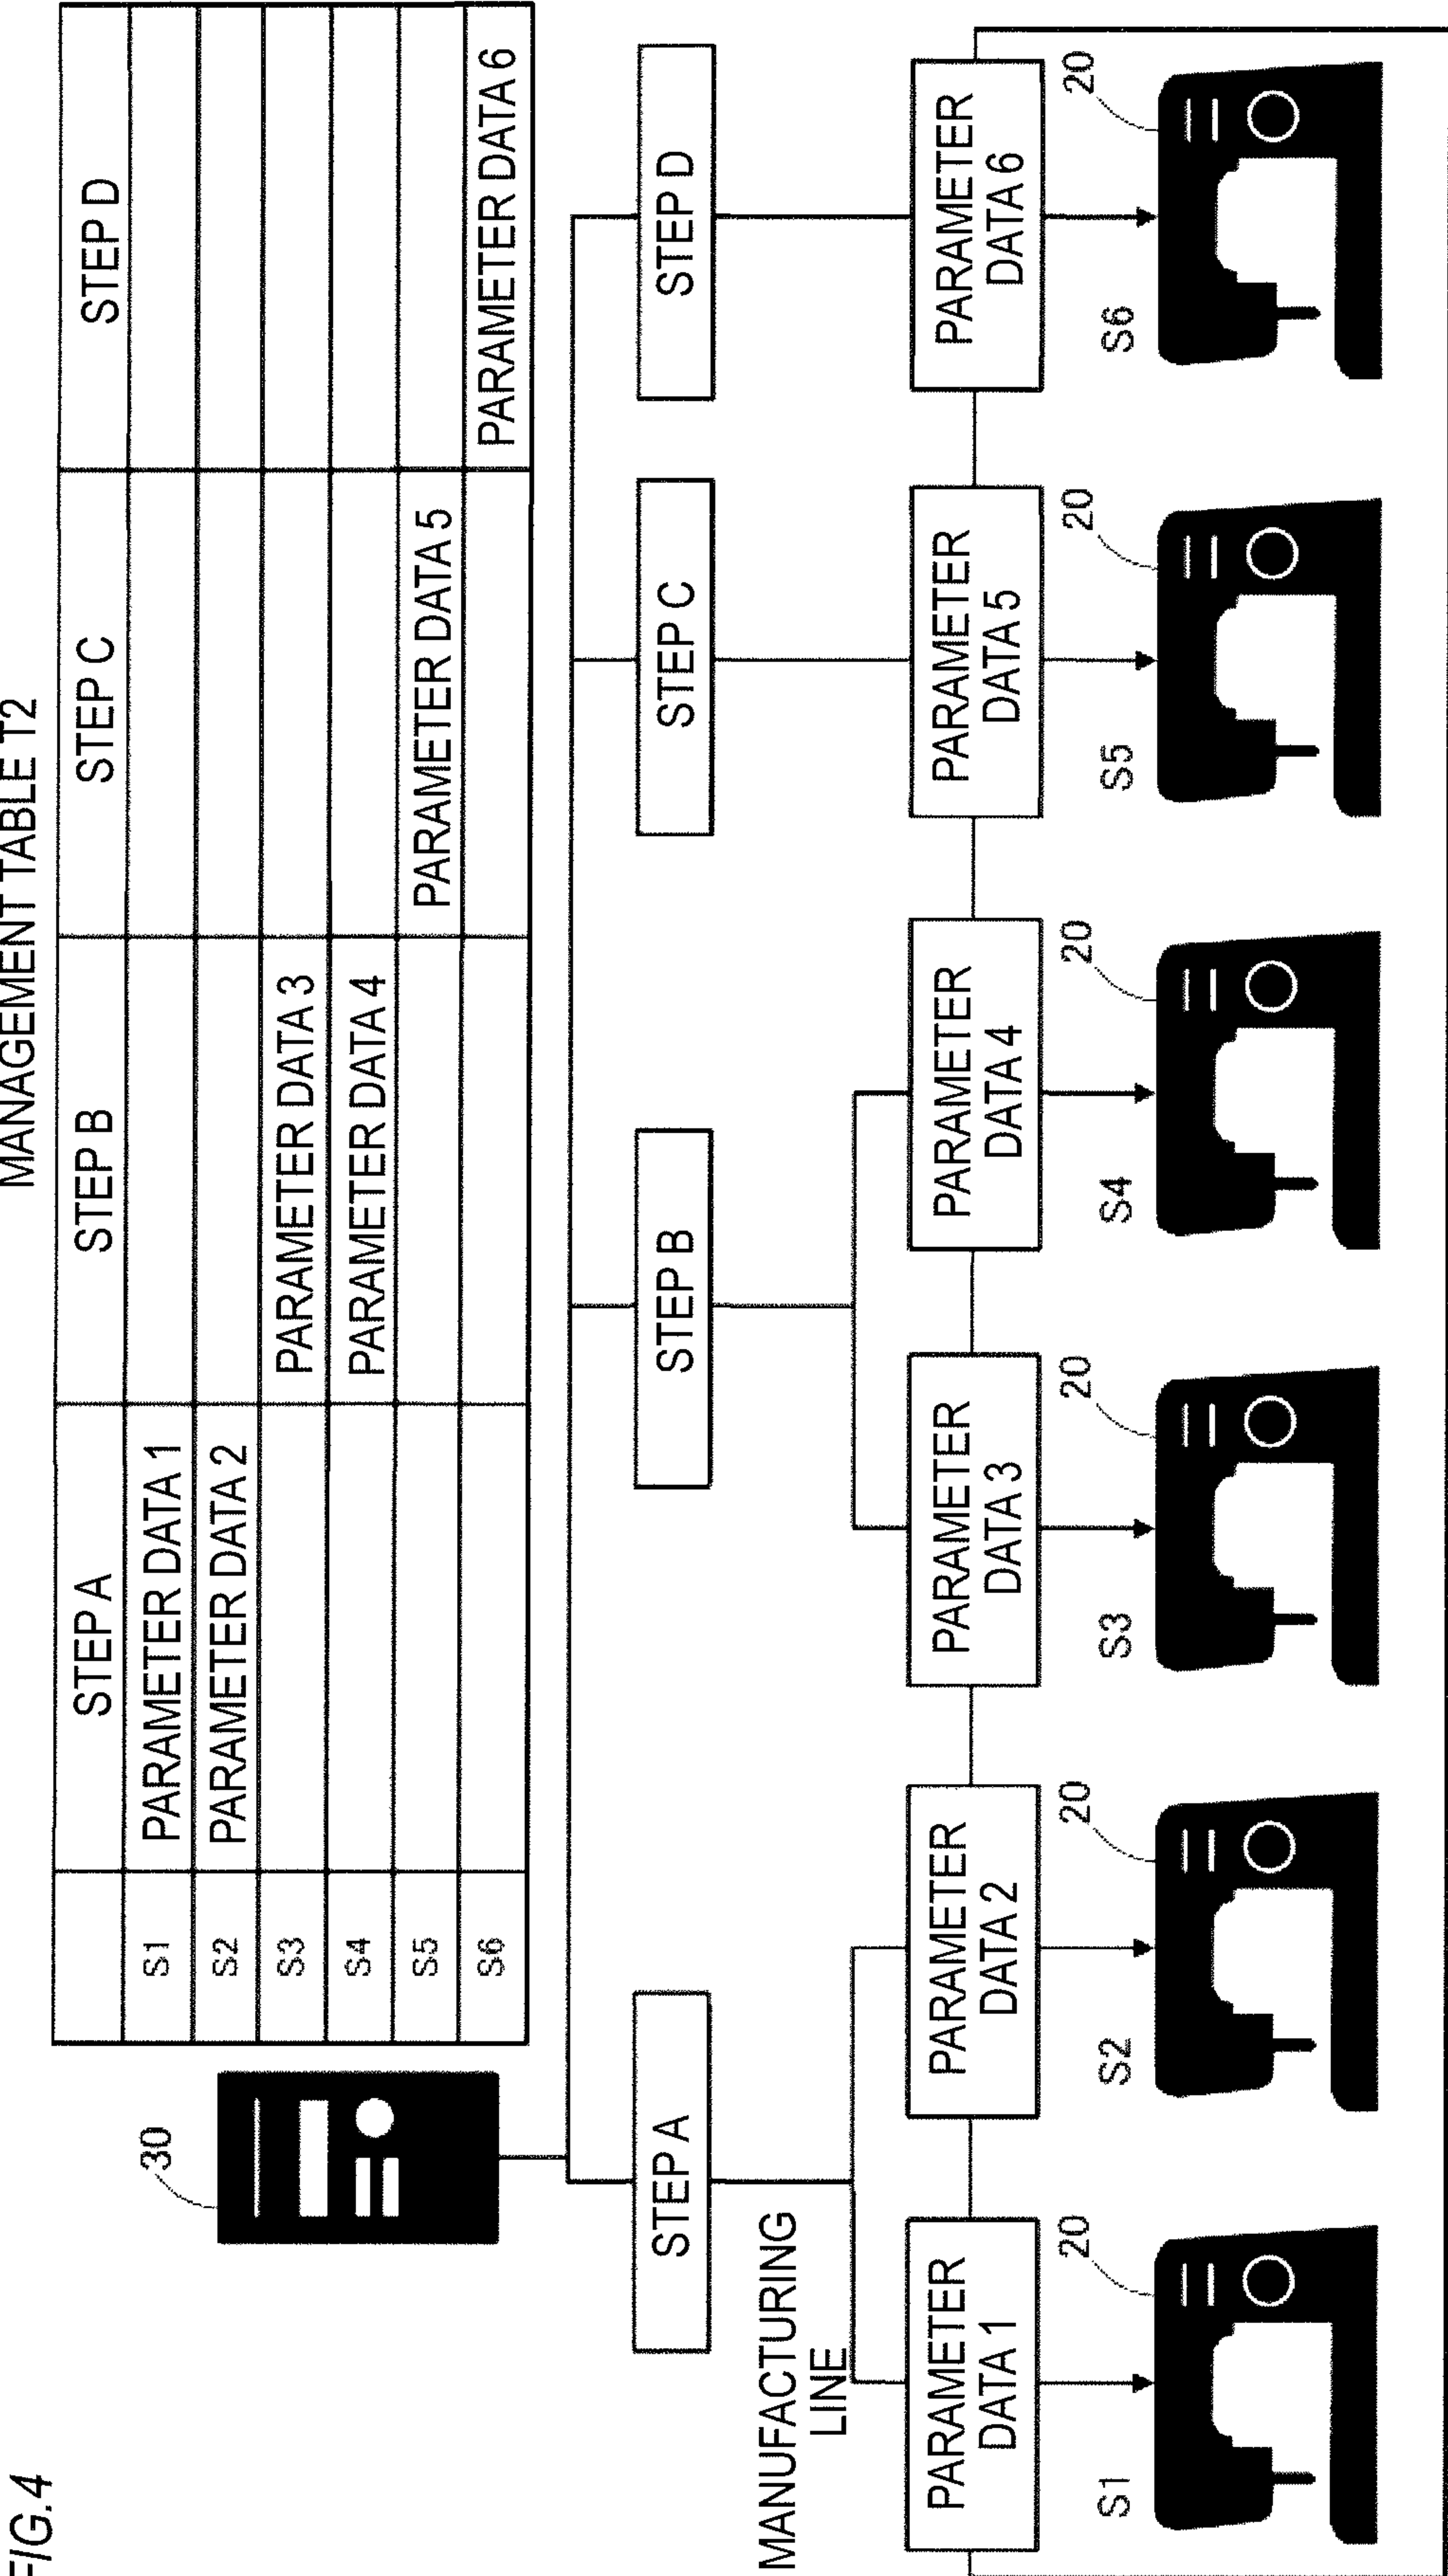 FIG.4
MANAGEMENT TABLE T2
STEP A STEP B STEP C STEP D
S1 PARAMETER DATA 1
S2 PARAMETER DATA 2
S3 PARAMETER DATA 3
S4 PARAMETER DATA 4
S5 PARAMETER DATA 5
S6 PARAMETER DATA 6
30
STEP A STEP B STEP C STEP D
MANUFACTURING
LINE
PARAMETER
DATA 1
PARAMETER
DATA 2
PARAMETER
DATA 3
PARAMETER
DATA 4
PARAMETER
DATA 5
PARAMETER
DATA 6
20 20 20 20 20 20
S1 S2 S3 S4 S5 S6